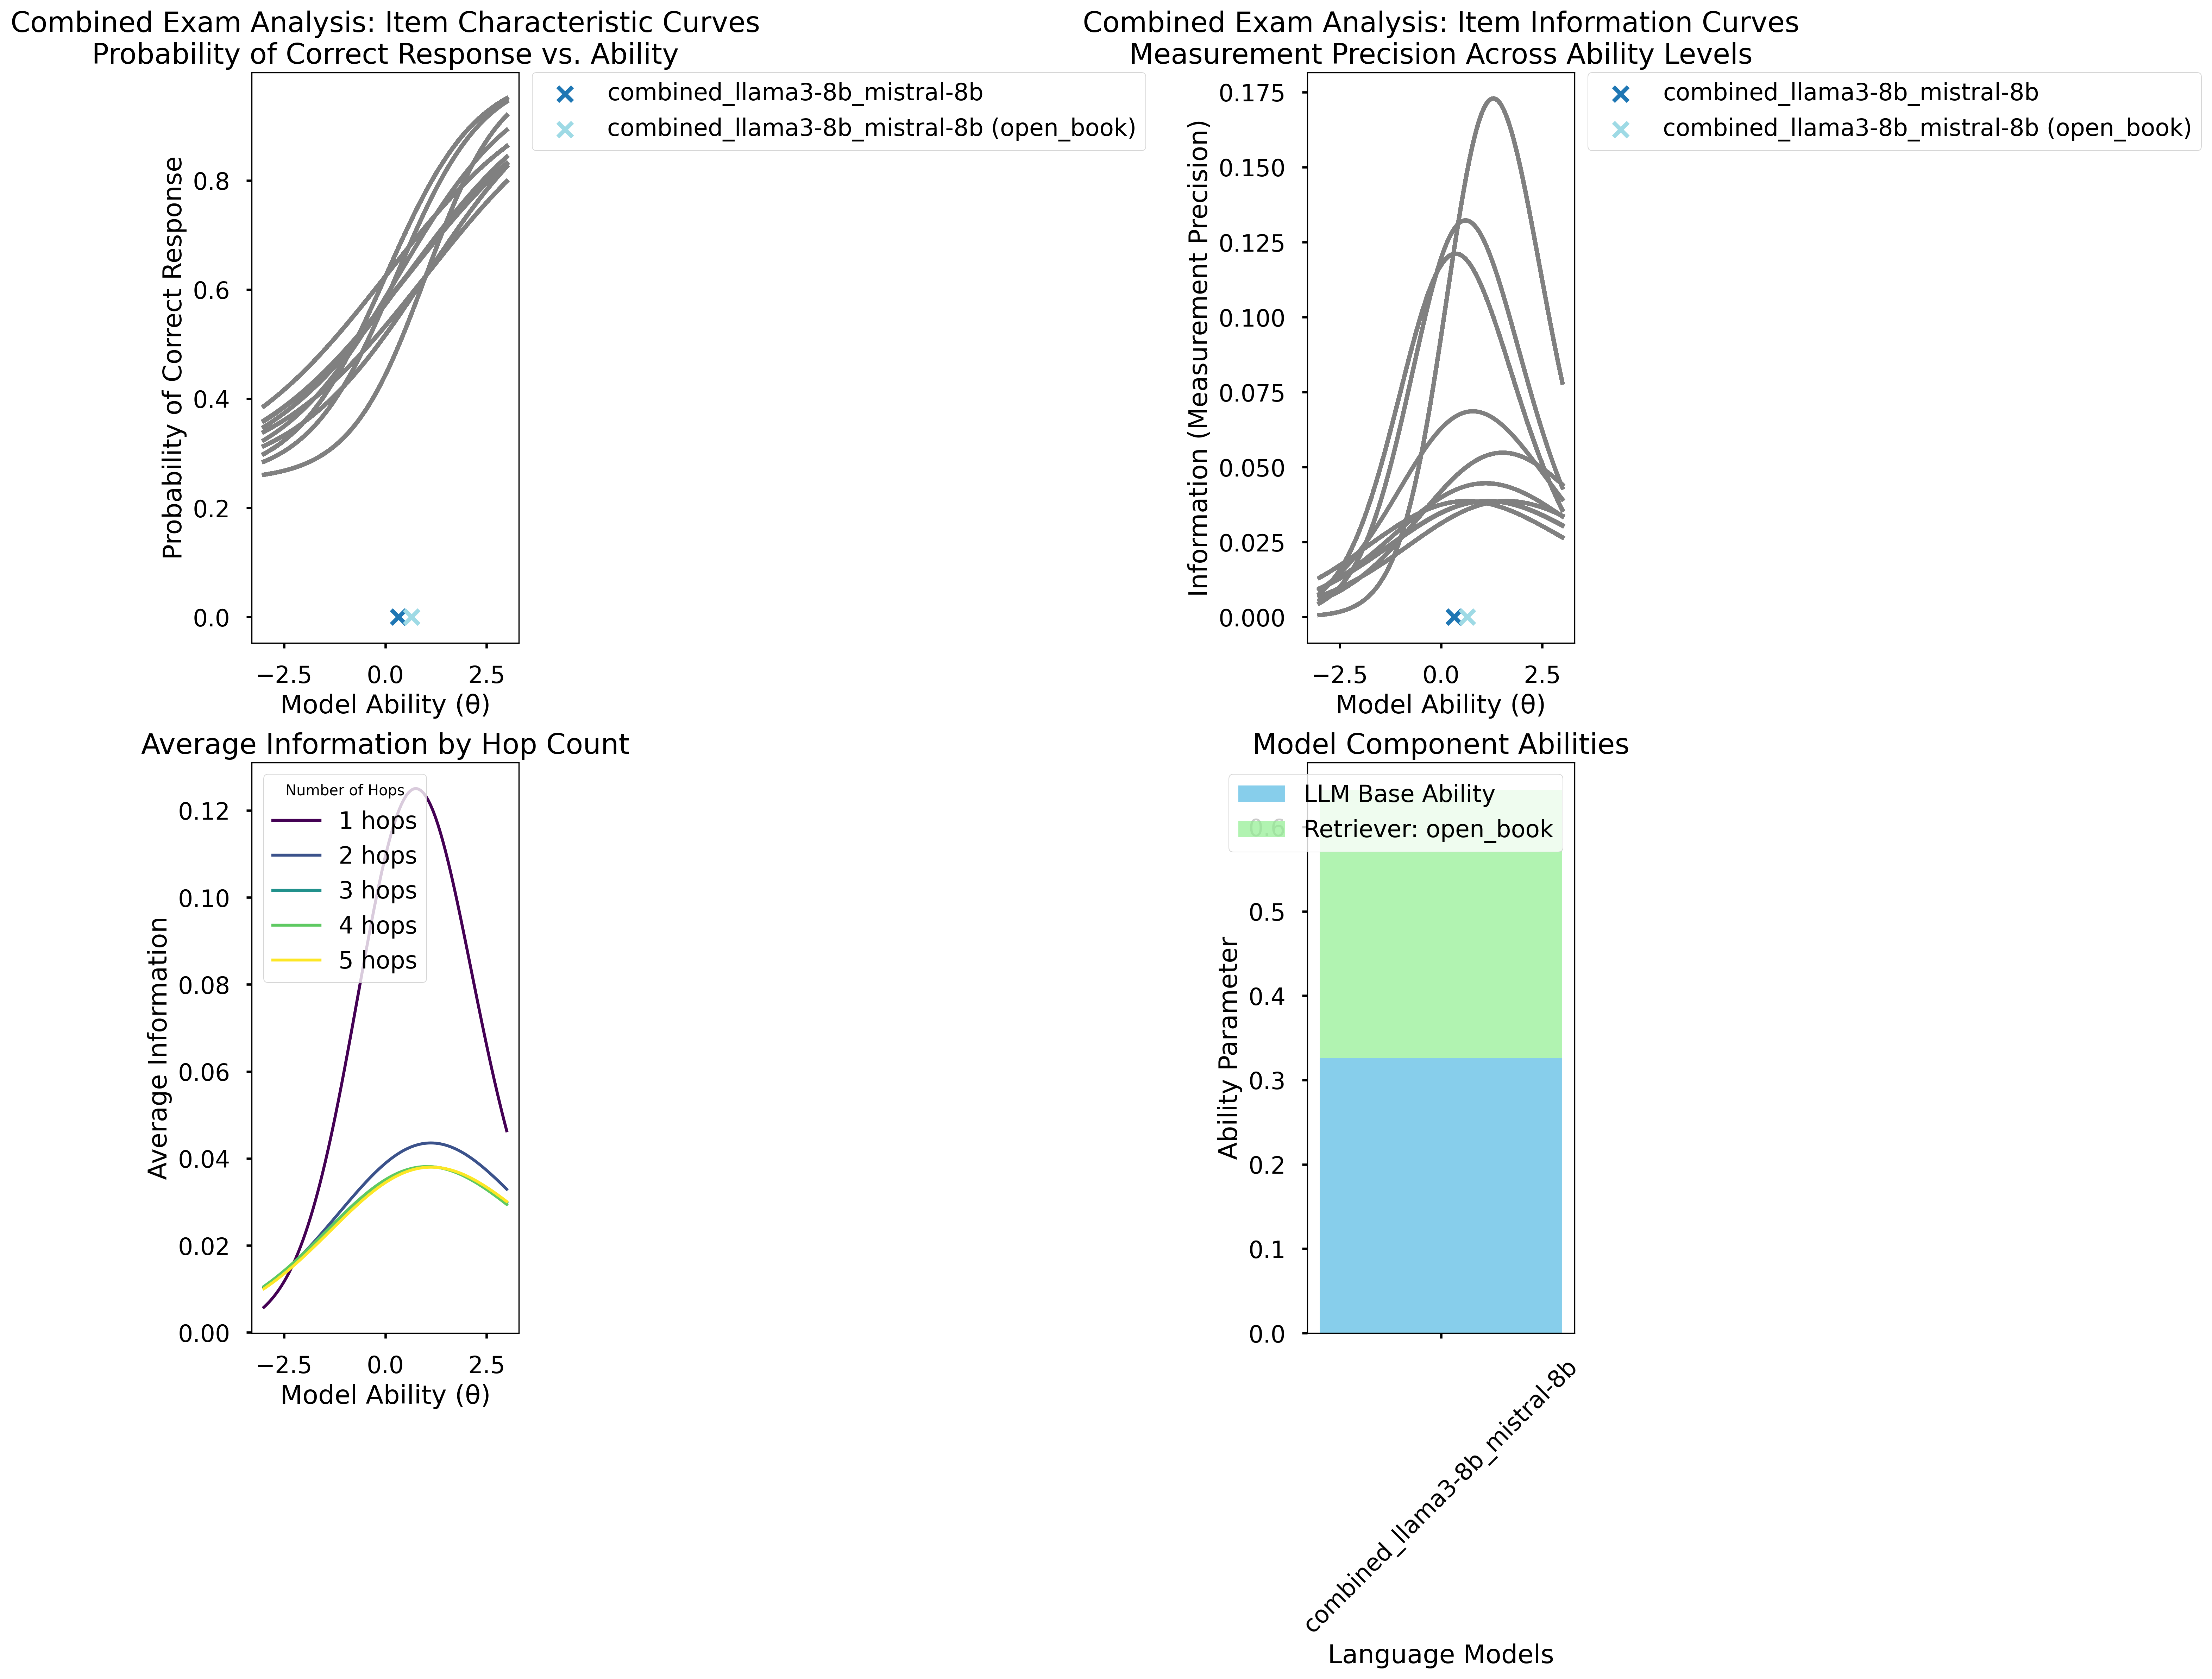 Combined Exam Analysis: Item Characteristic Curves
Probability of Correct Response vs. Ability
Probability of Correct Response
0.8
0.6
0.4
0.2
0.0
−2.5
0.0
2.5
Model Ability (θ)
combined_llama3-8b_mistral-8b
combined_llama3-8b_mistral-8b (open_book)
Combined Exam Analysis: Item Information Curves
Measurement Precision Across Ability Levels
Information (Measurement Precision)
0.175
0.150
0.125
0.100
0.075
0.050
0.025
0.000
−2.5
0.0
2.5
Model Ability (θ)
combined_llama3-8b_mistral-8b
combined_llama3-8b_mistral-8b (open_book)
Average Information by Hop Count
Average Information
0.12
0.10
0.08
0.06
0.04
0.02
0.00
Number of Hops
1 hops
2 hops
3 hops
4 hops
5 hops
−2.5
0.0
2.5
Model Ability (θ)
Model Component Abilities
LLM Base Ability
Retriever: open_book
Ability Parameter
0.6
0.5
0.4
0.3
0.2
0.1
0.0
combined_llama3-8b_mistral-8b
Language Models